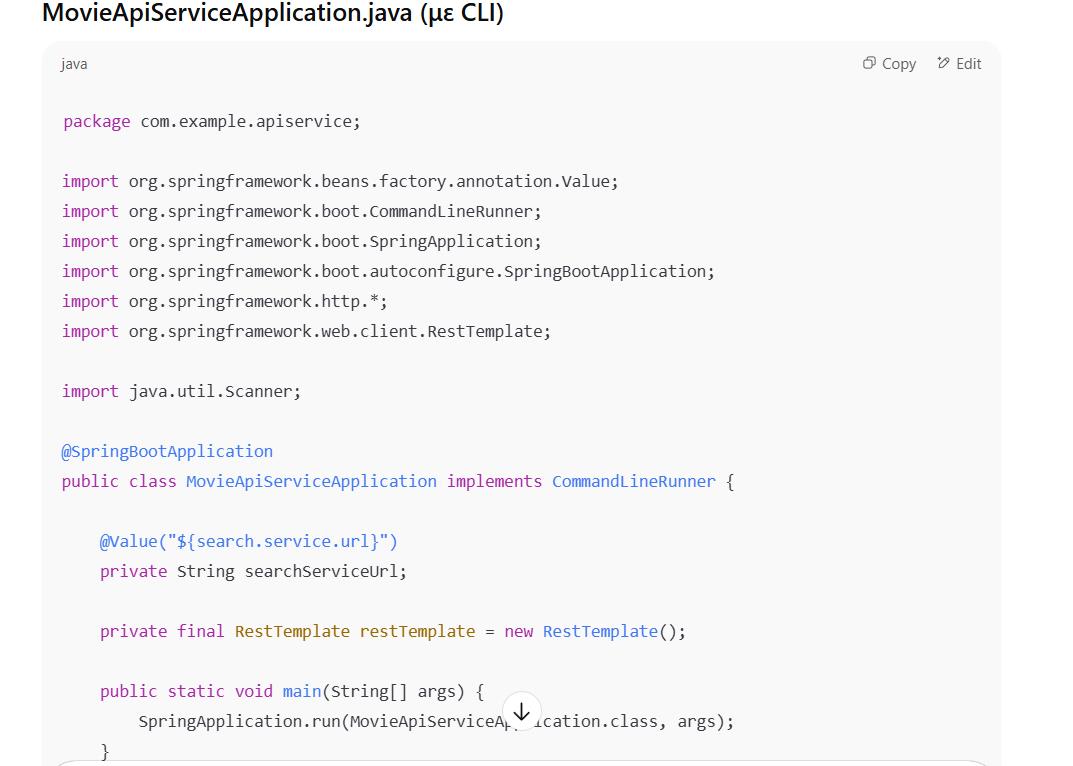 MovieApiServiceApplication.java (με CLI)
java
Copy
Edit
package com.example.apiservice;
import org.springframework.beans.factory.annotation.Value;
import org.springframework.boot.CommandLineRunner;
import org.springframework.boot.SpringApplication;
import org.springframework.boot.autoconfigure.SpringBootApplication;
import org.springframework.http.*;
import org.springframework.web.client.RestTemplate;
import java.util.Scanner;
@SpringBootApplication
public class MovieApiServiceApplication implements CommandLineRunner {
@Value("${search.service.url}")
private String searchServiceUrl;
private final RestTemplate restTemplate = new RestTemplate();
public static void main(String[] args) {
SpringApplication.run(MovieApiServiceApplication.class, args);
}